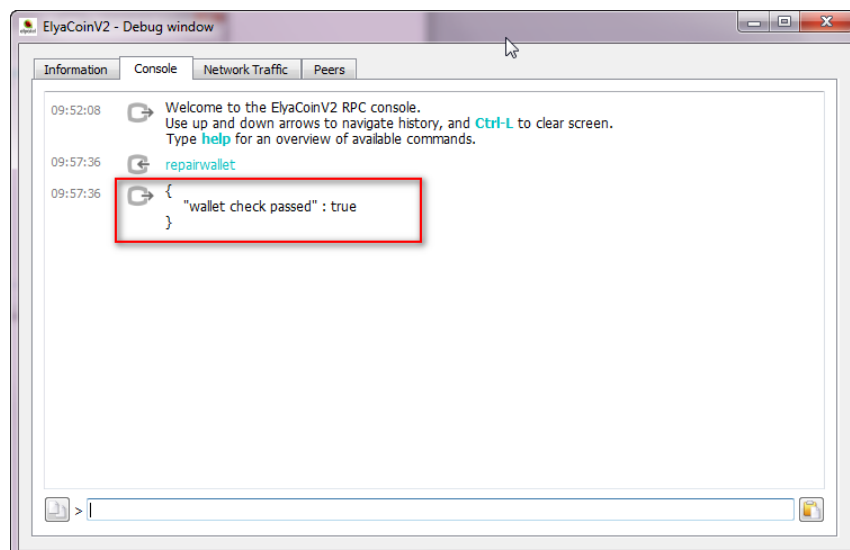 ElyaCoinV2 - Debug window
Information Console Network Traffic Peers
09:52:08 Welcome to the ElyaCoinV2 RPC console.
Use up and down arrows to navigate history, and Ctrl-L to clear screen.
Type help for an overview of available commands.
09:57:36 repairwallet
09:57:36 {
"wallet check passed" : true
}
>